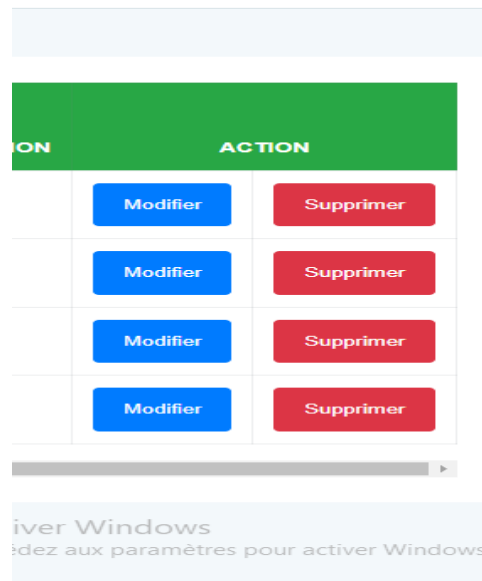 ION ACTION
Modifier Supprimer
Modifier Supprimer
Modifier Supprimer
Modifier Supprimer
iver Windows
édez aux paramètres pour activer Windows